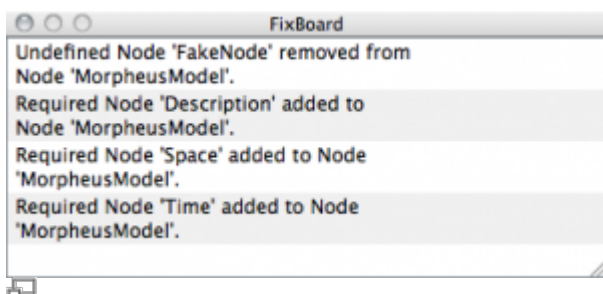 FixBoard
Undefined Node 'FakeNode' removed from
Node 'MorpheusModel'.
Required Node 'Description' added to
Node 'MorpheusModel'.
Required Node 'Space' added to Node
'MorpheusModel'.
Required Node 'Time' added to Node
'MorpheusModel'.